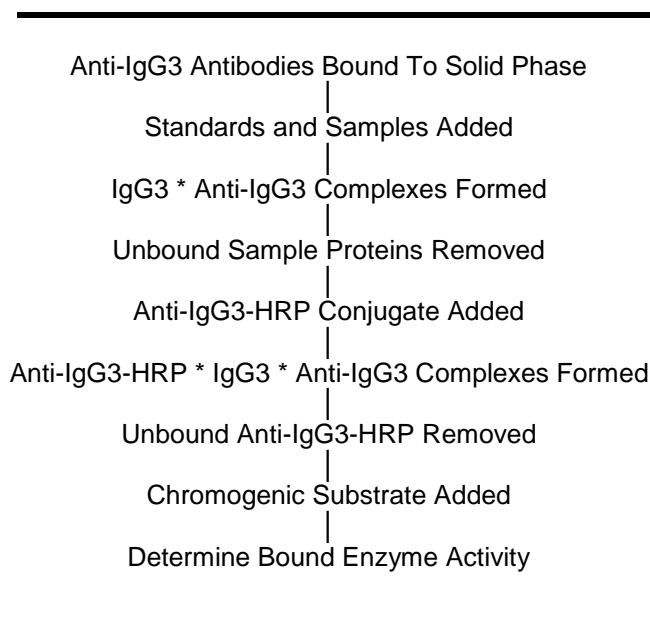 Anti-IgG3 Antibodies Bound To Solid Phase
Standards and Samples Added
IgG3 * Anti-IgG3 Complexes Formed
Unbound Sample Proteins Removed
Anti-IgG3-HRP Conjugate Added
Anti-IgG3-HRP * IgG3 * Anti-IgG3 Complexes Formed
Unbound Anti-IgG3-HRP Removed
Chromogenic Substrate Added
Determine Bound Enzyme Activity